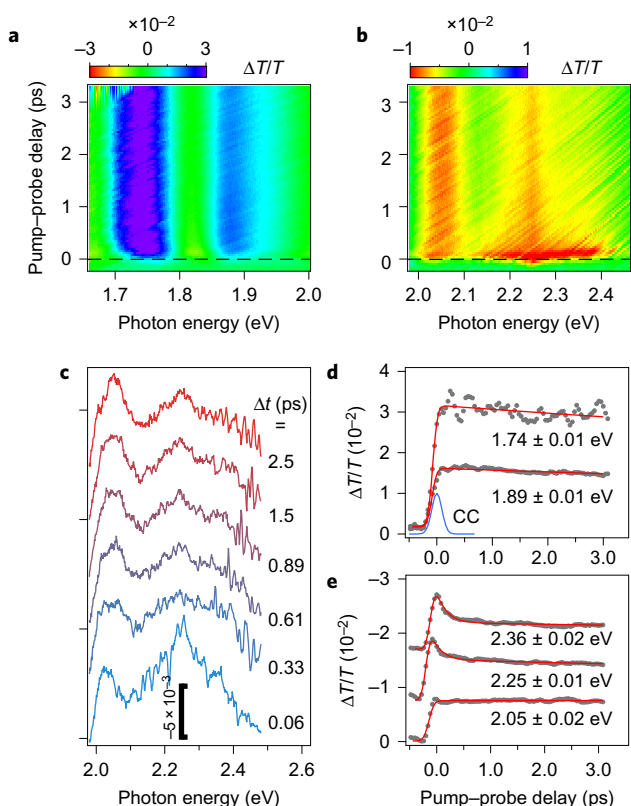 a
×10−2
−3 0 3
ΔT/T
Pump–probe delay (ps)
3
2
1
0
1.7 1.8 1.9 2.0
Photon energy (eV)
b
×10−2
−1 0 1
ΔT/T
3
2
1
0
2.0 2.1 2.2 2.3 2.4
Photon energy (eV)
c
Δt (ps)
=
2.5
1.5
0.89
0.61
0.33
0.06
−5 × 10−3
2.0 2.2 2.4 2.6
Photon energy (eV)
d
ΔT/T (10−2)
4
3
2
1
0
1.74 ± 0.01 eV
1.89 ± 0.01 eV
CC
0.0 1.0 2.0 3.0
e
ΔT/T (10−2)
−3
−2
−1
0
2.36 ± 0.02 eV
2.25 ± 0.01 eV
2.05 ± 0.02 eV
0.0 1.0 2.0 3.0
Pump–probe delay (ps)